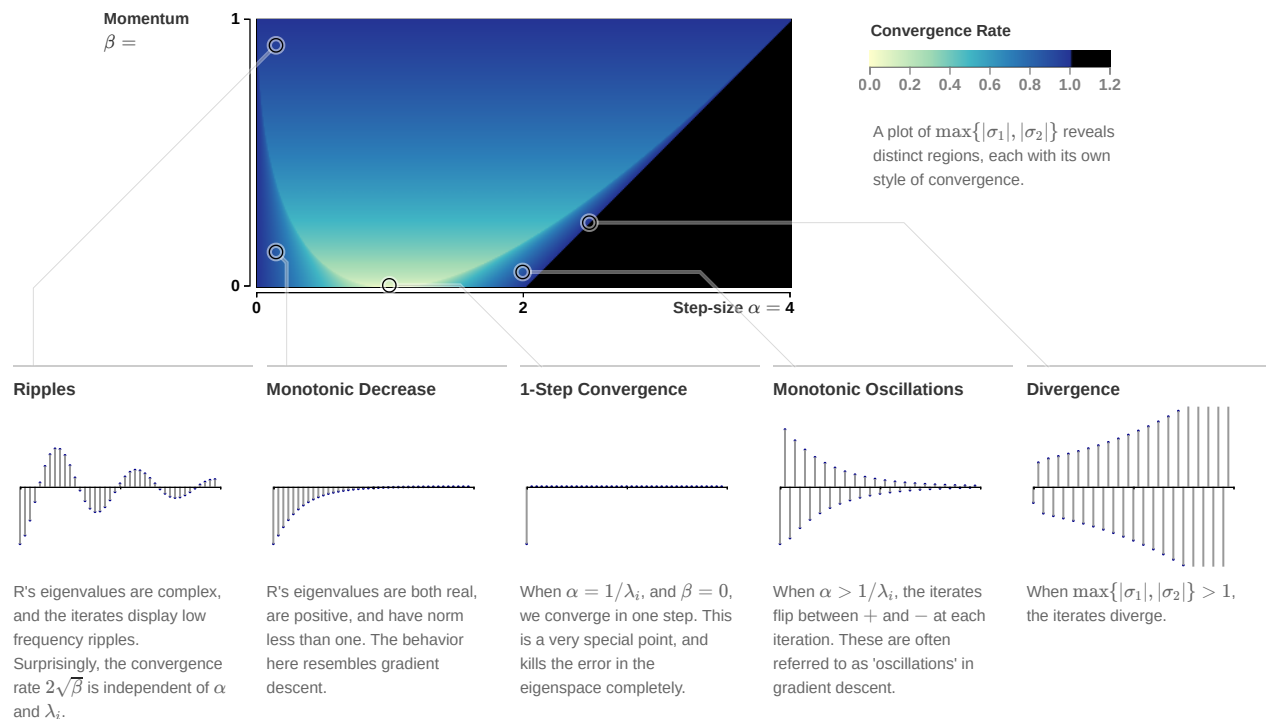 Momentum
β =
1
0
0
2
Step-size α = 4
Convergence Rate
0.0 0.2 0.4 0.6 0.8 1.0 1.2
A plot of max{|σ₁|, |σ₂|} reveals
distinct regions, each with its own
style of convergence.
Ripples
R's eigenvalues are complex,
and the iterates display low
frequency ripples.
Surprisingly, the convergence
rate 2√β is independent of α
and λᵢ.
Monotonic Decrease
R's eigenvalues are both real,
are positive, and have norm
less than one. The behavior
here resembles gradient
descent.
1-Step Convergence
When α = 1/λᵢ, and β = 0,
we converge in one step. This
is a very special point, and
kills the error in the
eigenspace completely.
Monotonic Oscillations
When α > 1/λᵢ, the iterates
flip between + and − at each
iteration. These are often
referred to as 'oscillations' in
gradient descent.
Divergence
When max{|σ₁|, |σ₂|} > 1,
the iterates diverge.